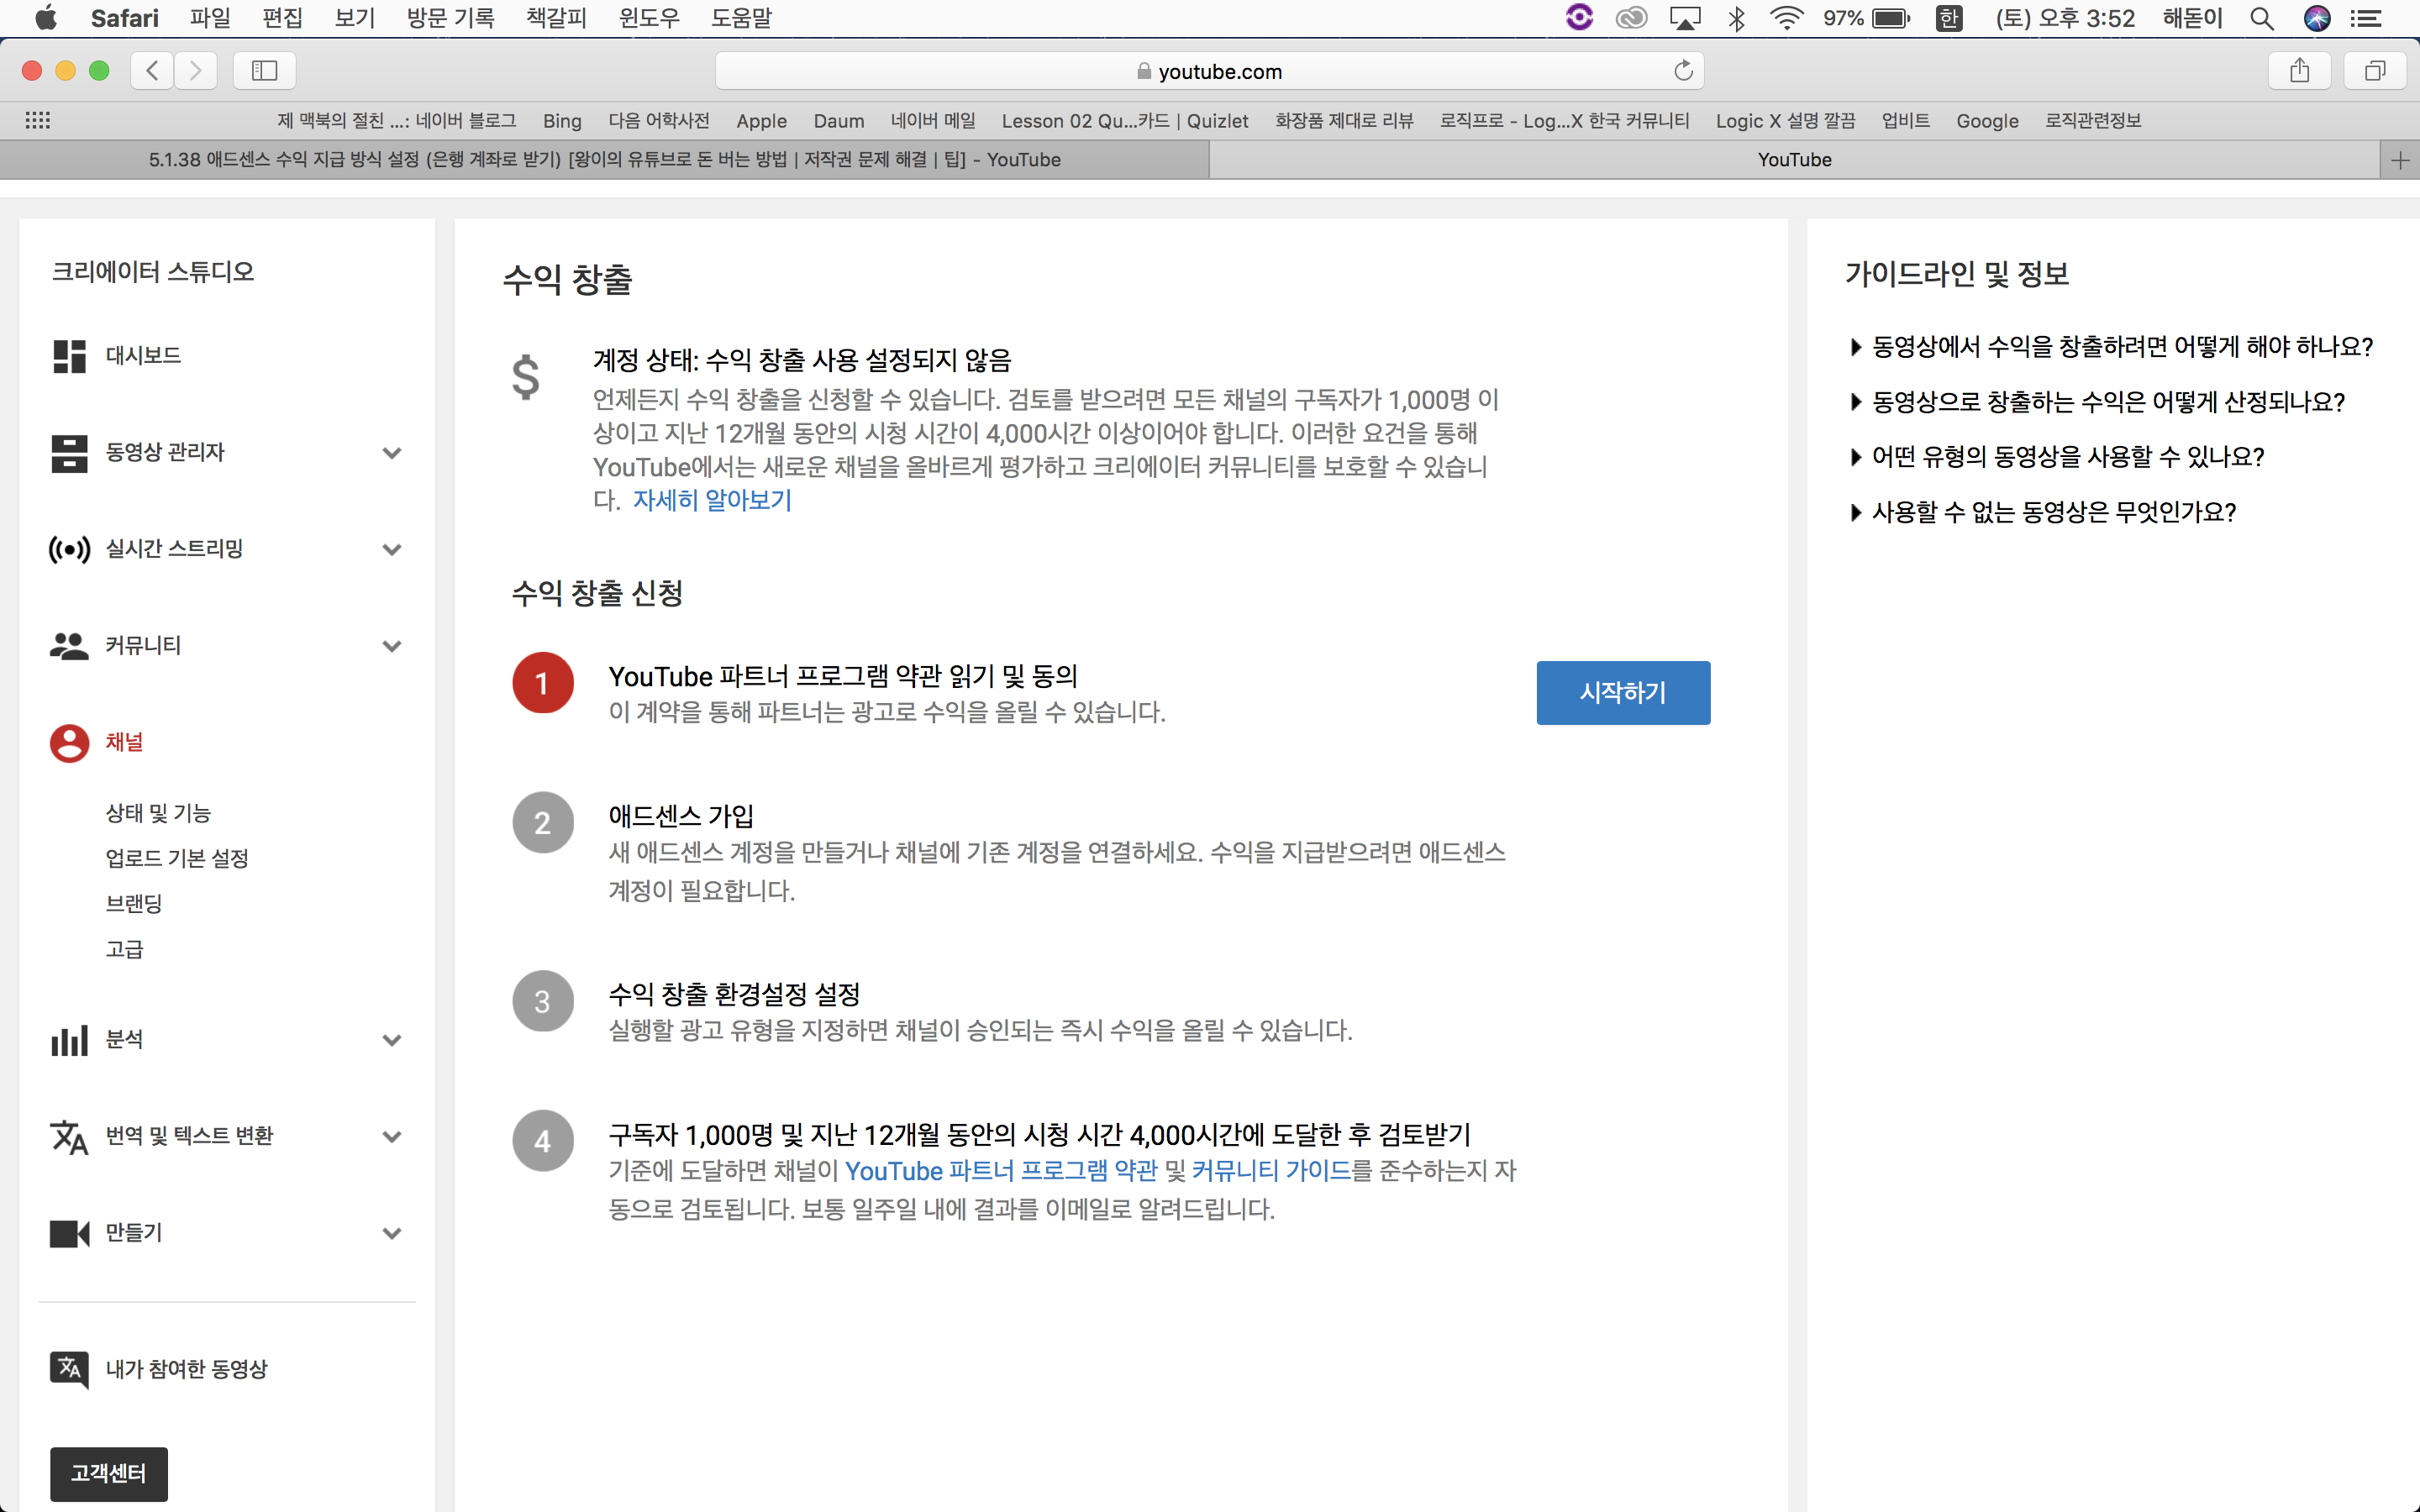 Safari 파일 편집 보기 방문 기록 책갈피 윈도우 도움말 97% 한 (토) 오후 3:52 해돋이
youtube.com
제 맥북의 절친 ...: 네이버 블로그 Bing 다음 어학사전 Apple Daum 네이버 메일 Lesson 02 Qu...카드 | Quizlet 화장품 제대로 리뷰 로직프로 - Log...X 한국 커뮤니티 Logic X 설명 깔끔 업비트 Google 로직관련정보
5.1.38 애드센스 수익 지급 방식 설정 (은행 계좌로 받기) [왕이의 유튜브로 돈 버는 방법 | 저작권 문제 해결 | 팁] - YouTube
YouTube
크리에이터 스튜디오
대시보드
동영상 관리자
실시간 스트리밍
커뮤니티
채널
상태 및 기능
업로드 기본 설정
브랜딩
고급
분석
번역 및 텍스트 변환
만들기
내가 참여한 동영상
고객센터
수익 창출
$
계정 상태: 수익 창출 사용 설정되지 않음
언제든지 수익 창출을 신청할 수 있습니다. 검토를 받으려면 모든 채널의 구독자가 1,000명 이
상이고 지난 12개월 동안의 시청 시간이 4,000시간 이상이어야 합니다. 이러한 요건을 통해
YouTube에서는 새로운 채널을 올바르게 평가하고 크리에이터 커뮤니티를 보호할 수 있습니
다. 자세히 알아보기
수익 창출 신청
1
YouTube 파트너 프로그램 약관 읽기 및 동의
이 계약을 통해 파트너는 광고로 수익을 올릴 수 있습니다.
시작하기
2
애드센스 가입
새 애드센스 계정을 만들거나 채널에 기존 계정을 연결하세요. 수익을 지급받으려면 애드센스
계정이 필요합니다.
3
수익 창출 환경설정 설정
실행할 광고 유형을 지정하면 채널이 승인되는 즉시 수익을 올릴 수 있습니다.
4
구독자 1,000명 및 지난 12개월 동안의 시청 시간 4,000시간에 도달한 후 검토받기
기준에 도달하면 채널이 YouTube 파트너 프로그램 약관 및 커뮤니티 가이드를 준수하는지 자
동으로 검토됩니다. 보통 일주일 내에 결과를 이메일로 알려드립니다.
가이드라인 및 정보
동영상에서 수익을 창출하려면 어떻게 해야 하나요?
동영상으로 창출하는 수익은 어떻게 산정되나요?
어떤 유형의 동영상을 사용할 수 있나요?
사용할 수 없는 동영상은 무엇인가요?